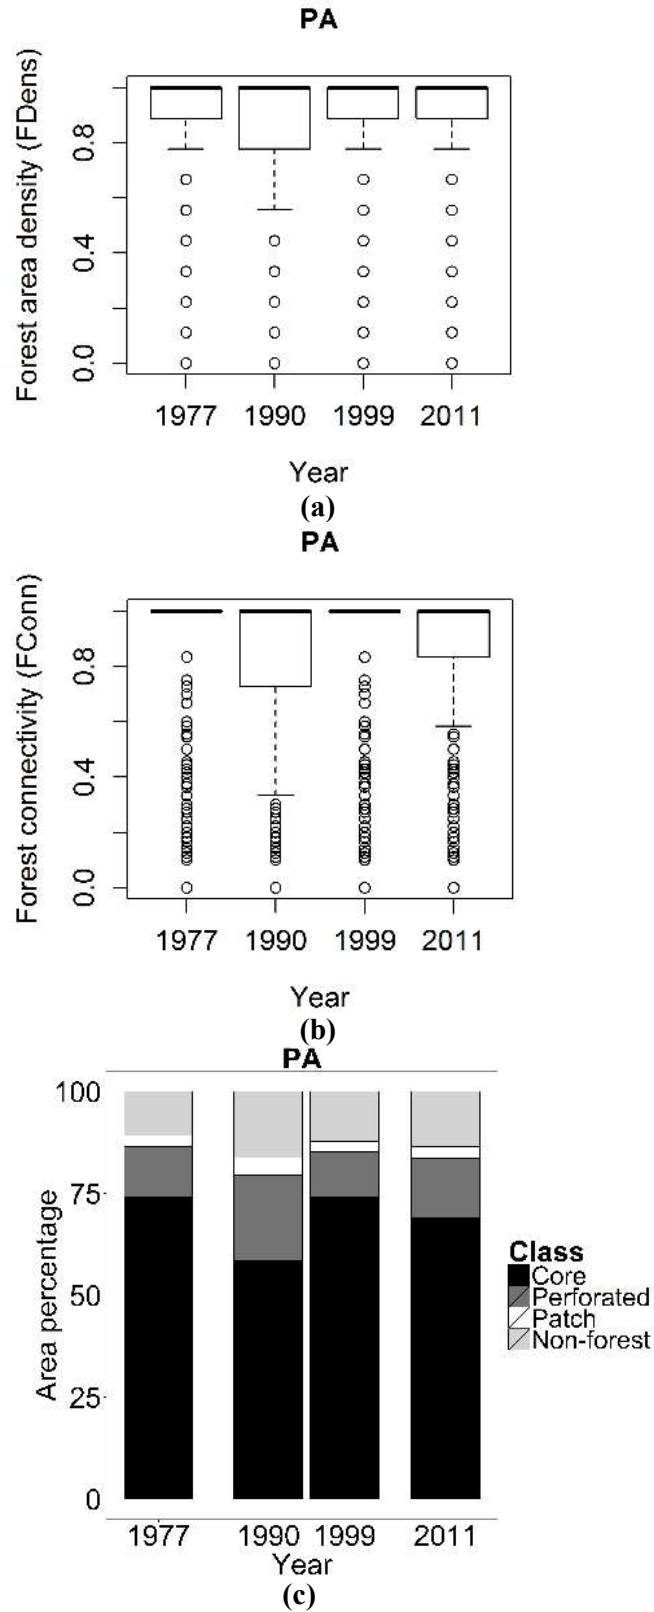 PA
Forest area density (FDens)
0.8
0.4
0.0
1977 1990 1999 2011
Year
(a)
PA
Forest connectivity (FConn)
0.8
0.4
0.0
1977 1990 1999 2011
Year
(b)
PA
Area percentage
100
75
50
25
0
1977 1990 1999 2011
Year
Class
Core
Perforated
Patch
Non-forest
(c)